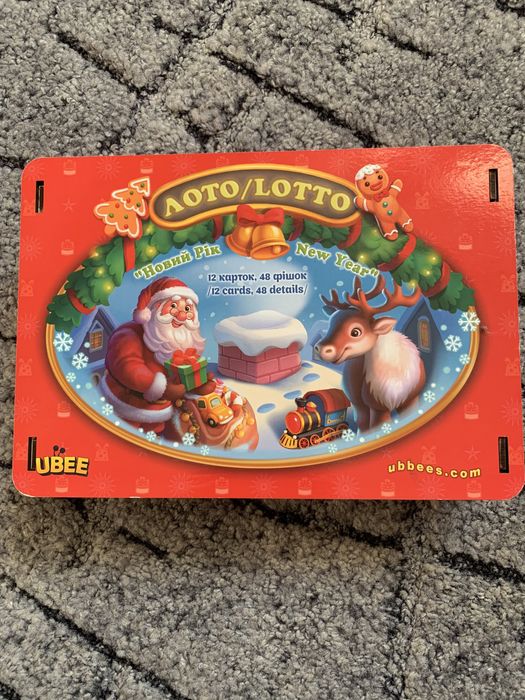 ЛОТО/LOTTO
"Новий Рік New Year"
12 карток, 48 фішок
/12 cards, 48 details/
UBEE
ubbees.com